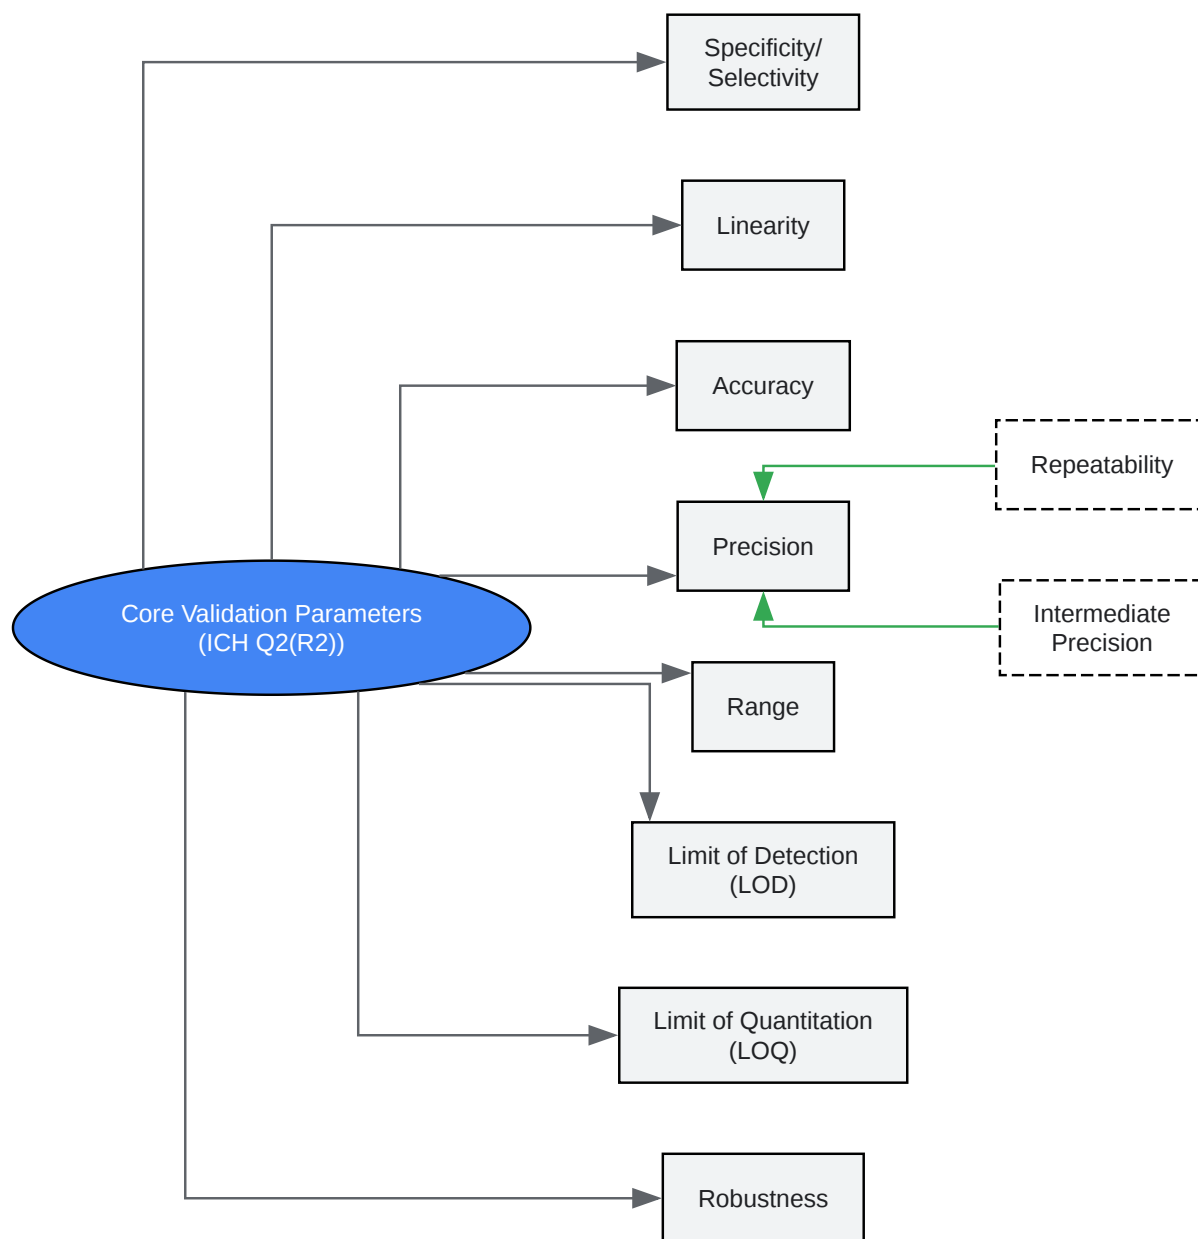 Specificity/
Selectivity
Linearity
Accuracy
Repeatability
Precision
Core Validation Parameters
(ICH Q2(R2))
Intermediate
Precision
Range
Limit of Detection
(LOD)
Limit of Quantitation
(LOQ)
Robustness